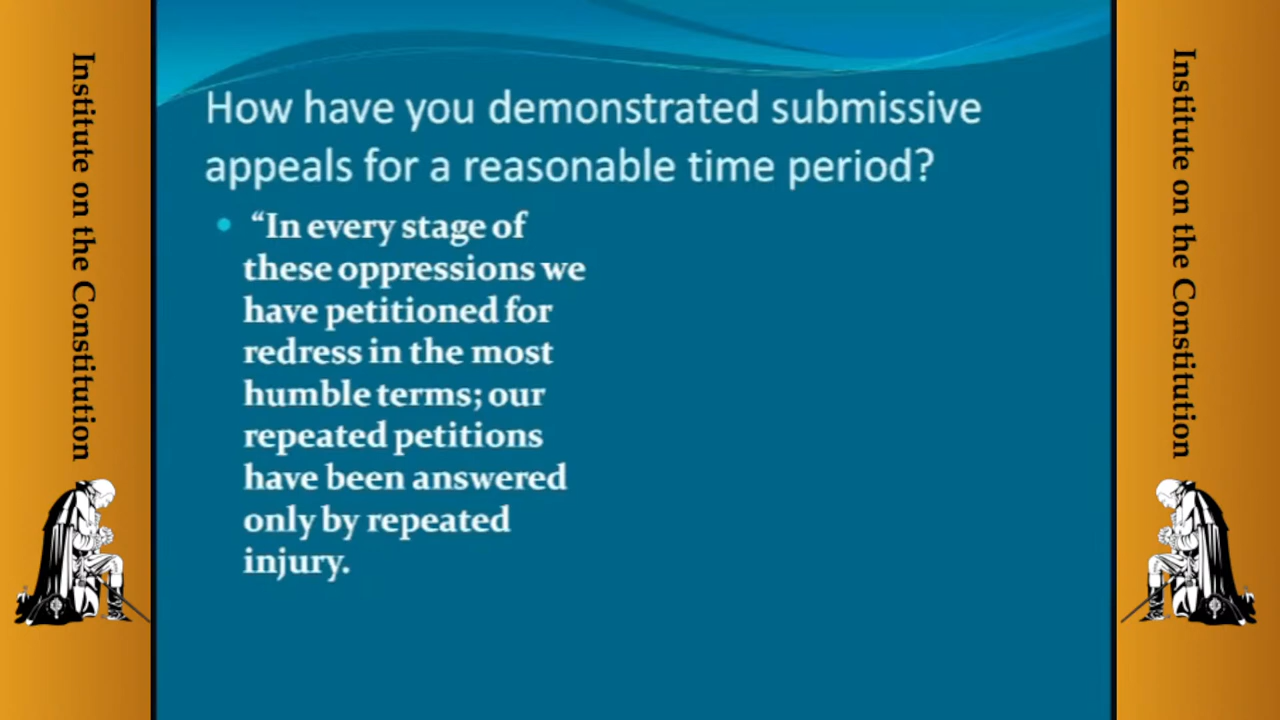 Institute on the Constitution
How have you demonstrated submissive
appeals for a reasonable time period?
• “In every stage of
these oppressions we
have petitioned for
redress in the most
humble terms; our
repeated petitions
have been answered
only by repeated
injury.
Institute on the Constitution